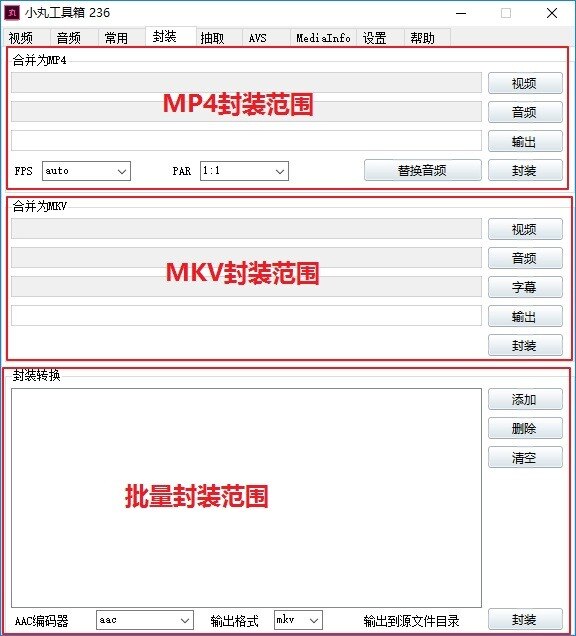 小丸工具箱 236
视频 音频 常用 封装 抽取 AVS MediaInfo 设置 帮助
合并为MP4
视频
MP4封装范围
音频
输出
FPS auto PAR 1:1 替换音频 封装
合并为MKV
视频
音频
MKV封装范围
字幕
输出
封装
封装转换
添加
删除
清空
批量封装范围
AAC编码器 aac 输出格式 mkv 输出到源文件目录 封装